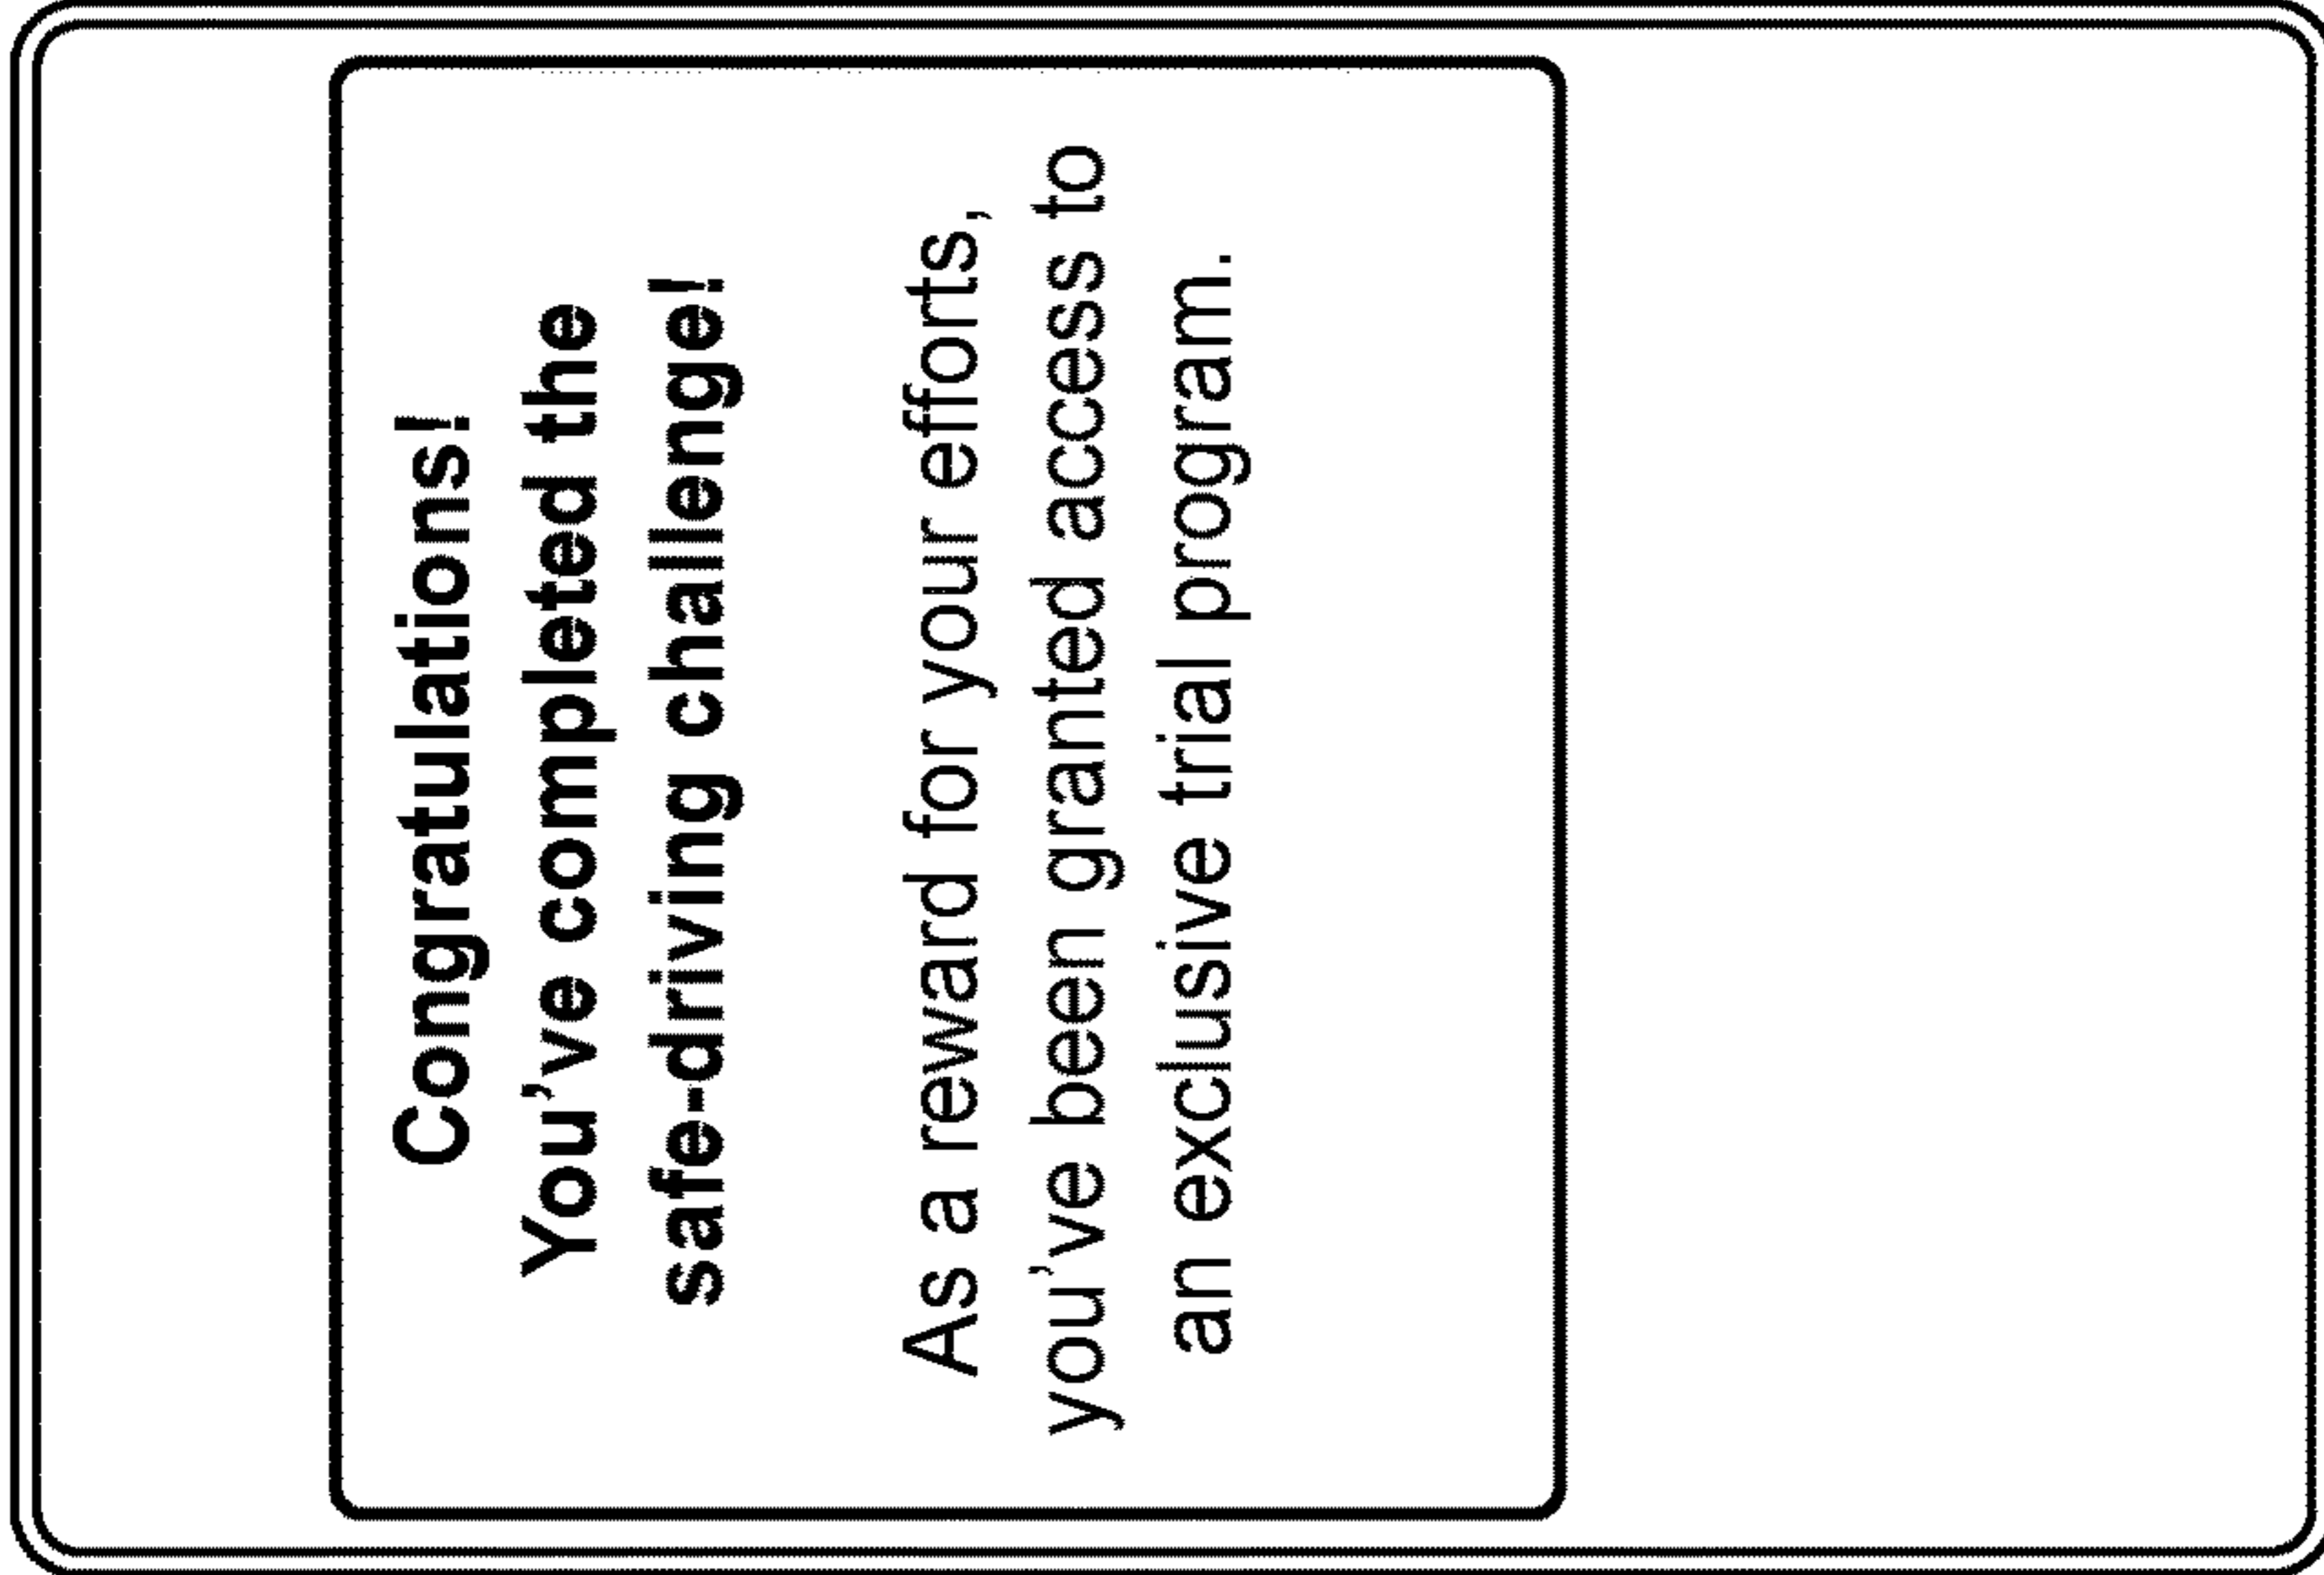 Congratulations!
You've completed the
safe-driving challenge!
As a reward for your efforts,
you've been granted access to
an exclusive trial program.